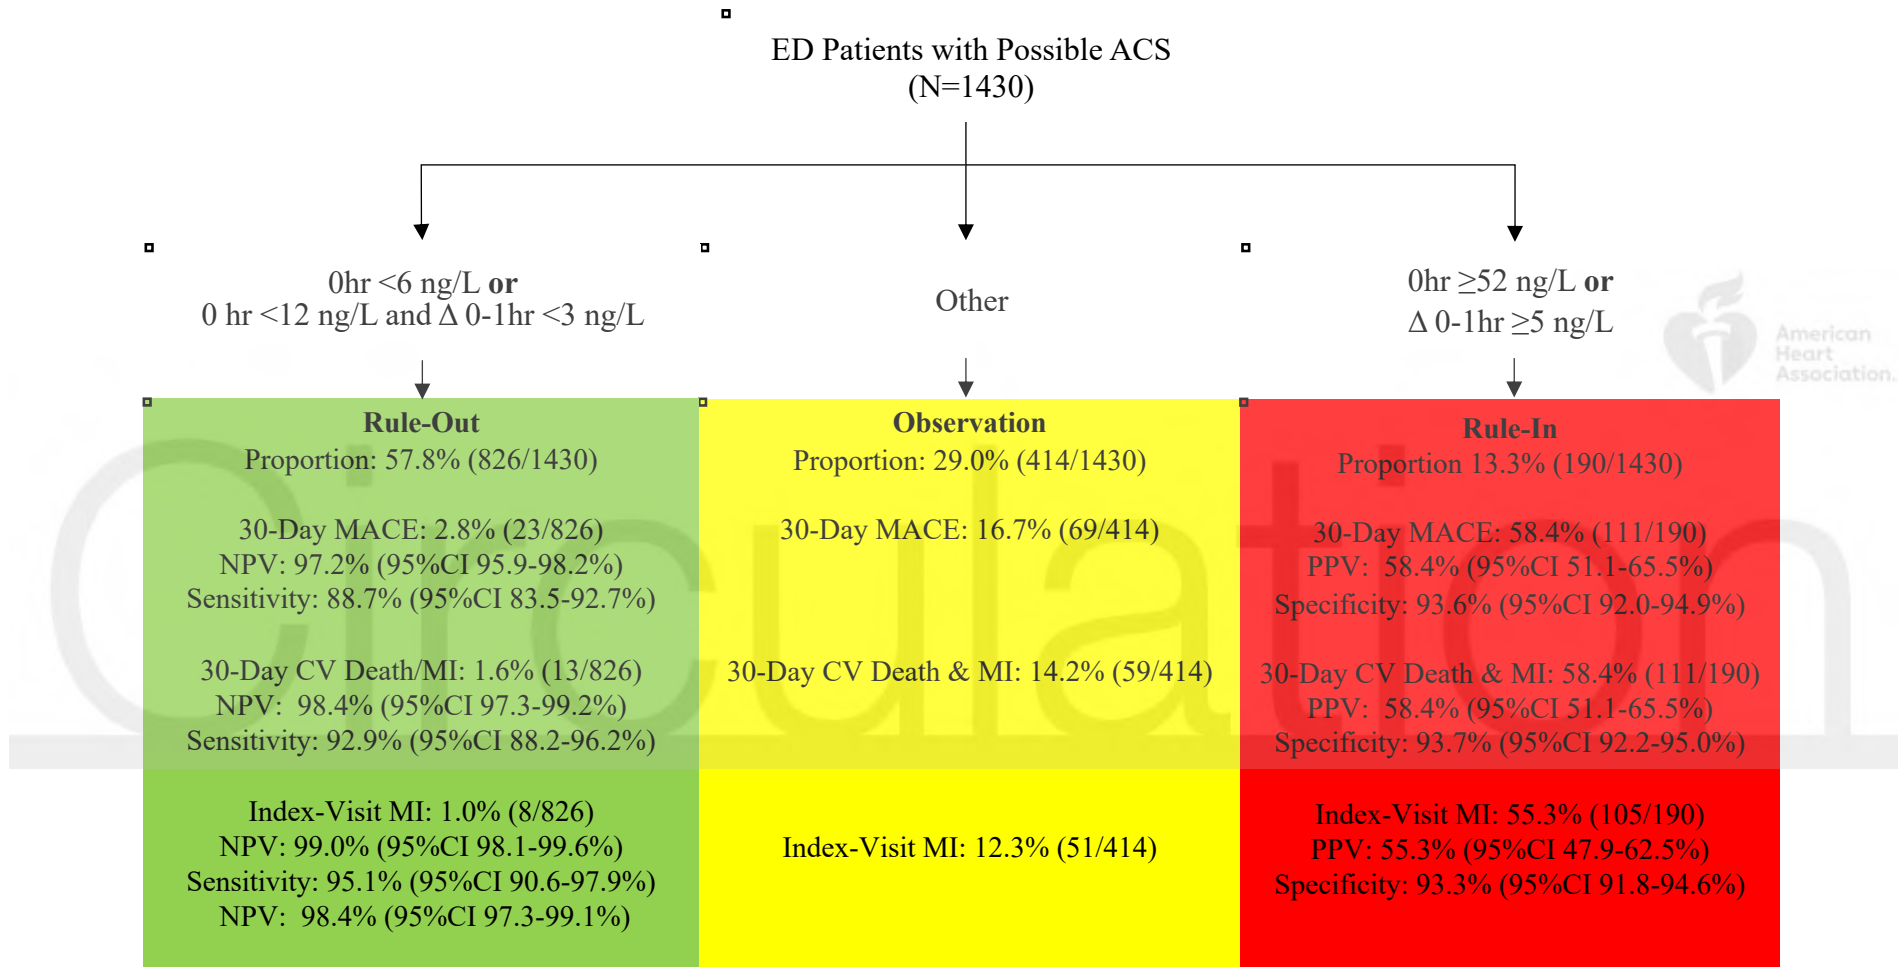 ED Patients with Possible ACS
(N=1430)
0hr <6 ng/L or
0 hr <12 ng/L and Δ 0-1hr <3 ng/L
Other
0hr ≥52 ng/L or
Δ 0-1hr ≥5 ng/L
American
Heart
Association.
Circulation
Rule-Out
Proportion: 57.8% (826/1430)
30-Day MACE: 2.8% (23/826)
NPV: 97.2% (95%CI 95.9-98.2%)
Sensitivity: 88.7% (95%CI 83.5-92.7%)
30-Day CV Death/MI: 1.6% (13/826)
NPV:  98.4% (95%CI 97.3-99.2%)
Sensitivity: 92.9% (95%CI 88.2-96.2%)
Index-Visit MI: 1.0% (8/826)
NPV: 99.0% (95%CI 98.1-99.6%)
Sensitivity: 95.1% (95%CI 90.6-97.9%)
NPV:  98.4% (95%CI 97.3-99.1%)
Observation
Proportion: 29.0% (414/1430)
30-Day MACE: 16.7% (69/414)
30-Day CV Death & MI: 14.2% (59/414)
Index-Visit MI: 12.3% (51/414)
Rule-In
Proportion 13.3% (190/1430)
30-Day MACE: 58.4% (111/190)
PPV:  58.4% (95%CI 51.1-65.5%)
Specificity: 93.6% (95%CI 92.0-94.9%)
30-Day CV Death & MI: 58.4% (111/190)
PPV:  58.4% (95%CI 51.1-65.5%)
Specificity: 93.7% (95%CI 92.2-95.0%)
Index-Visit MI: 55.3% (105/190)
PPV: 55.3% (95%CI 47.9-62.5%)
Specificity: 93.3% (95%CI 91.8-94.6%)